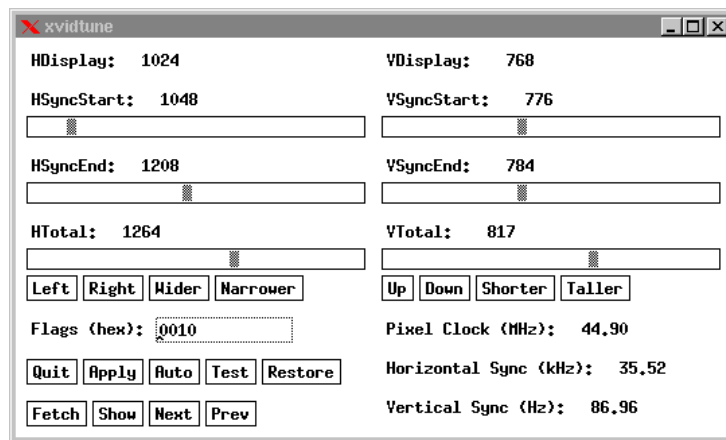 xvidtune
HDisplay: 1024 VDisplay: 768
HSyncStart: 1048 VSyncStart: 776
HSyncEnd: 1208 VSyncEnd: 784
HTotal: 1264 VTotal: 817
Left Right Wider Narrower Up Down Shorter Taller
Flags (hex): 0010 Pixel Clock (MHz): 44.90
Quit Apply Auto Test Restore Horizontal Sync (kHz): 35.52
Fetch Show Next Prev Vertical Sync (Hz): 86.96